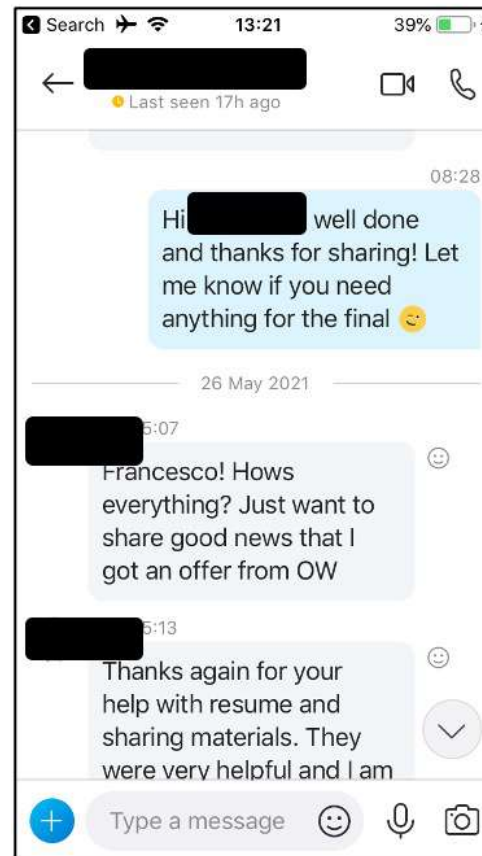 Search
13:21
39%
Last seen 17h ago
08:28
Hi well done
and thanks for sharing! Let
me know if you need
anything for the final
26 May 2021
5:07
Francesco! Hows
everything? Just want to
share good news that I
got an offer from OW
5:13
Thanks again for your
help with resume and
sharing materials. They
were very helpful and I am
Type a message